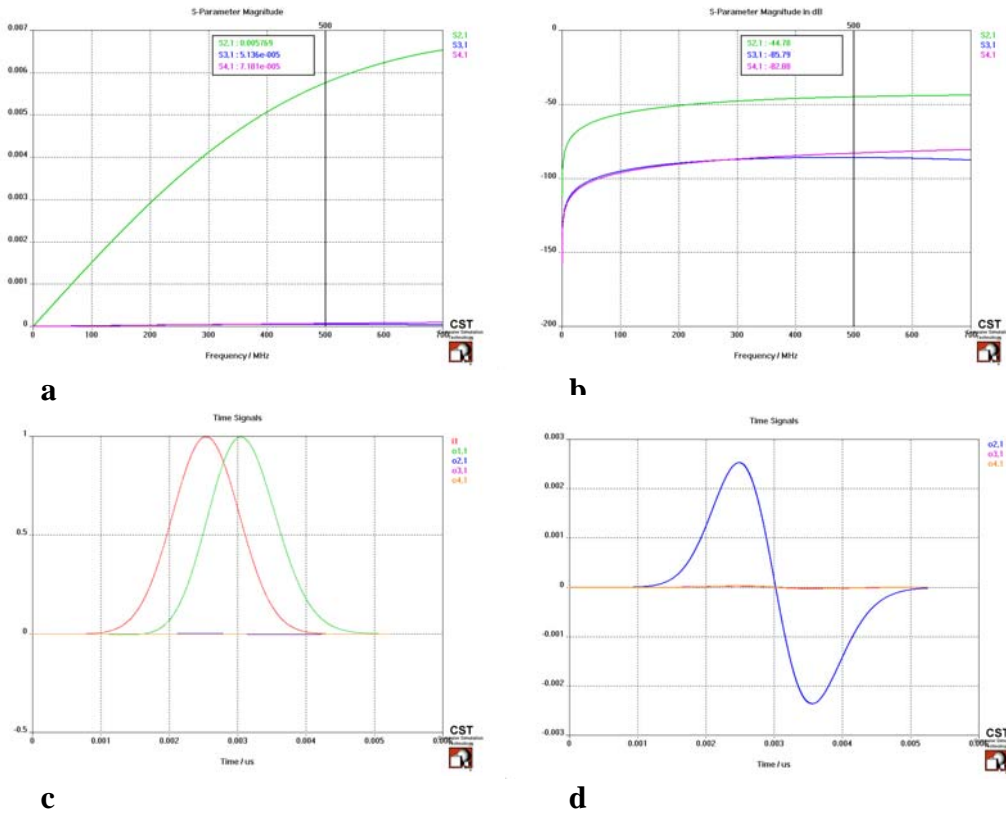 S-Parameter Magnitude
500
0.007
0.006
0.005
0.004
0.003
0.002
0.001
0
S2,1 : 0.005769
S3,1 : 5.136e-005
S4,1 : 7.181e-005
S2,1
S3,1
S4,1
0 100 200 300 400 500 600 700
Frequency / MHz
CST
a
S-Parameter Magnitude in dB
500
0
-50
-100
-150
-200
S2,1 : -44.78
S3,1 : -85.79
S4,1 : -82.88
S2,1
S3,1
S4,1
0 100 200 300 400 500 600 700
Frequency / MHz
CST
b
Time Signals
1
0.5
0
-0.5
i1
o1,1
o2,1
o3,1
o4,1
0 0.001 0.002 0.003 0.004 0.005 0.006
Time / us
CST
c
Time Signals
0.003
0.002
0.001
0
-0.001
-0.002
-0.003
o2,1
o3,1
o4,1
0 0.001 0.002 0.003 0.004 0.005 0.006
Time / us
CST
d